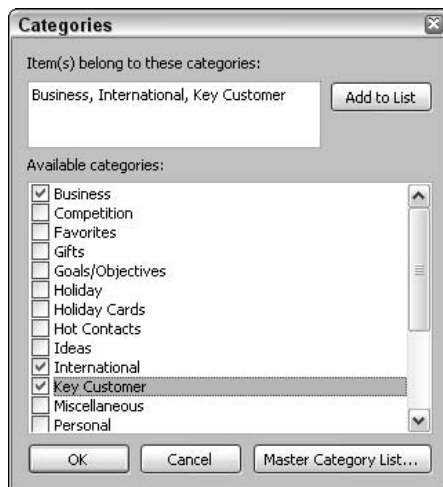 Categories
Item(s) belong to these categories:
Business, International, Key Customer
Add to List
Available categories:
Business
Competition
Favorites
Gifts
Goals/Objectives
Holiday
Holiday Cards
Hot Contacts
Ideas
International
Key Customer
Miscellaneous
Personal
OK
Cancel
Master Category List...